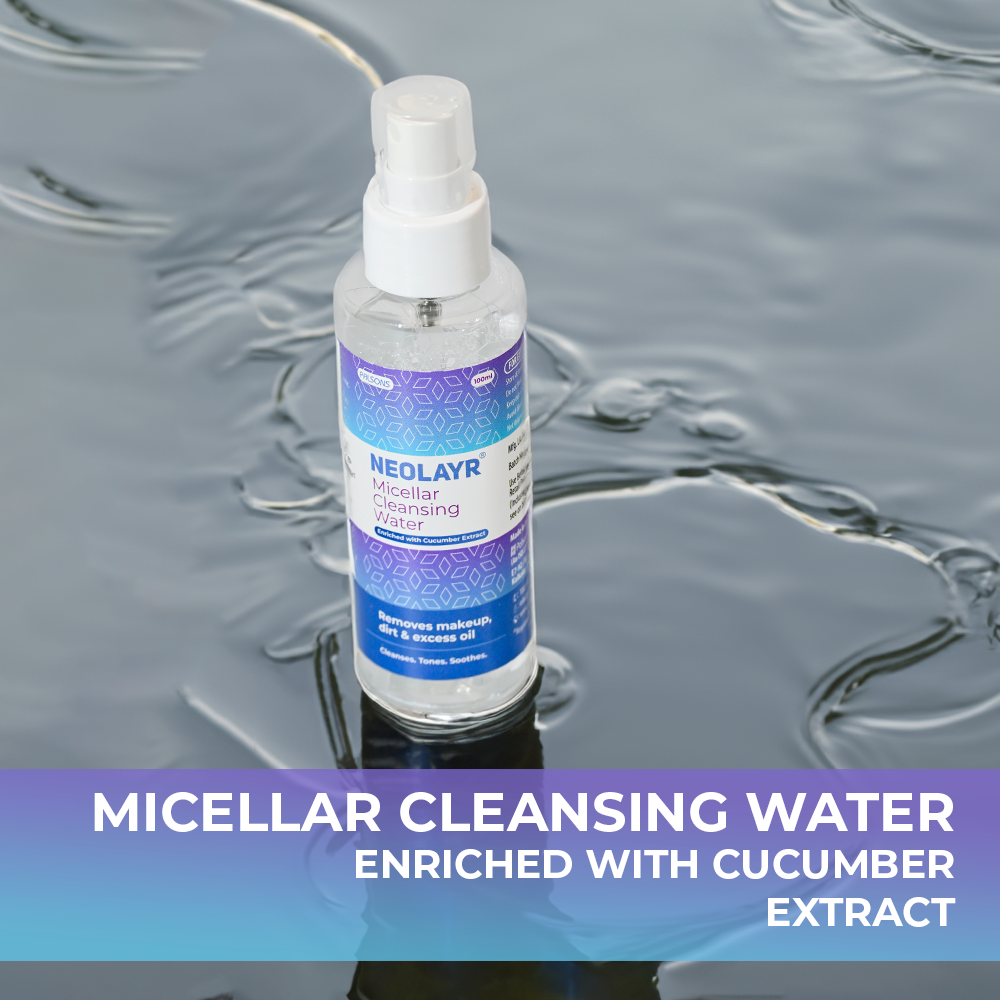 PALSONS
100ml
NEOLAYR®
Micellar
Cleansing
Water
Enriched with Cucumber Extract
Removes makeup,
dirt & excess oil
Cleanses. Tones. Soothes.
MICELLAR CLEANSING WATER
ENRICHED WITH CUCUMBER
EXTRACT